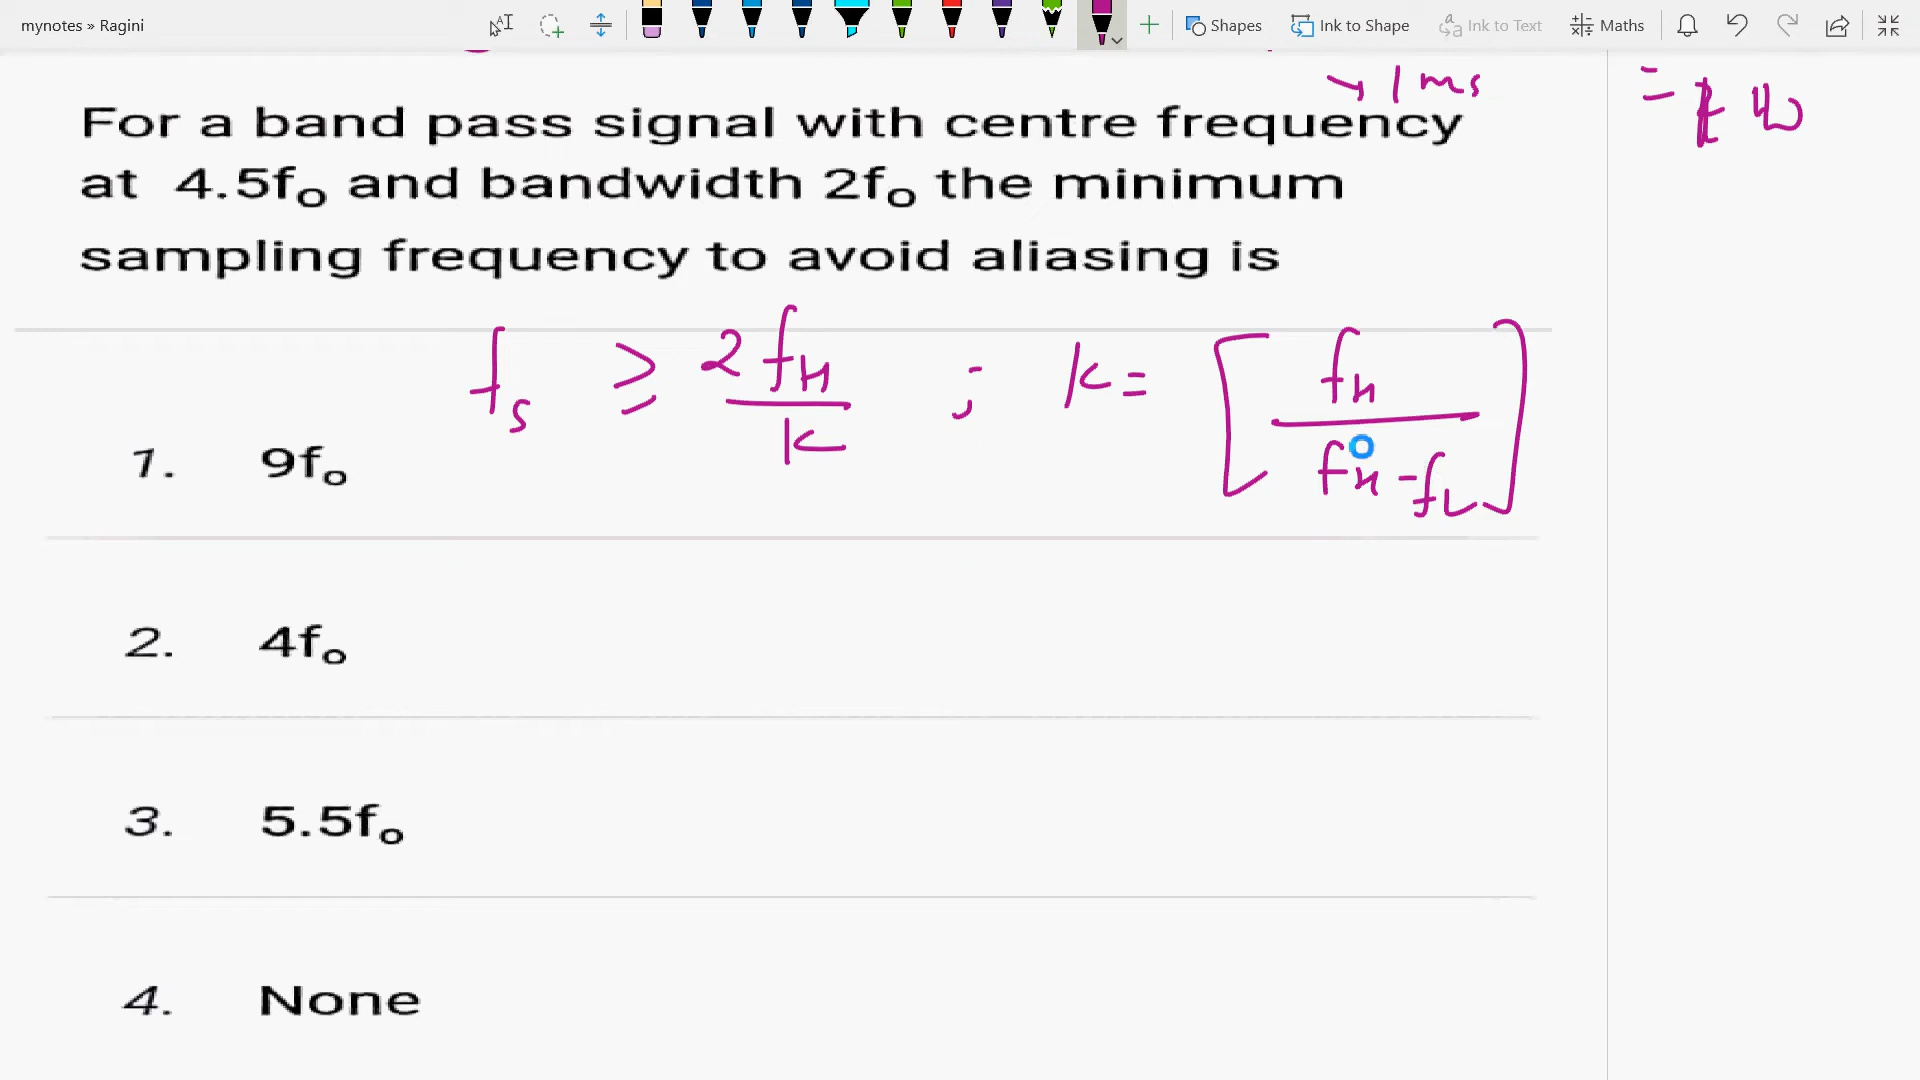 mynotes » Ragini
Shapes
Ink to Shape
Ink to Text
Maths
→ 1 ms
For a band pass signal with centre frequency
at 4.5fo and bandwidth 2fo the minimum
sampling frequency to avoid aliasing is
fs ≥ 2fH / K ; K = [fH / (fH - fL)]
1. 9fo
2. 4fo
3. 5.5fo
4. None